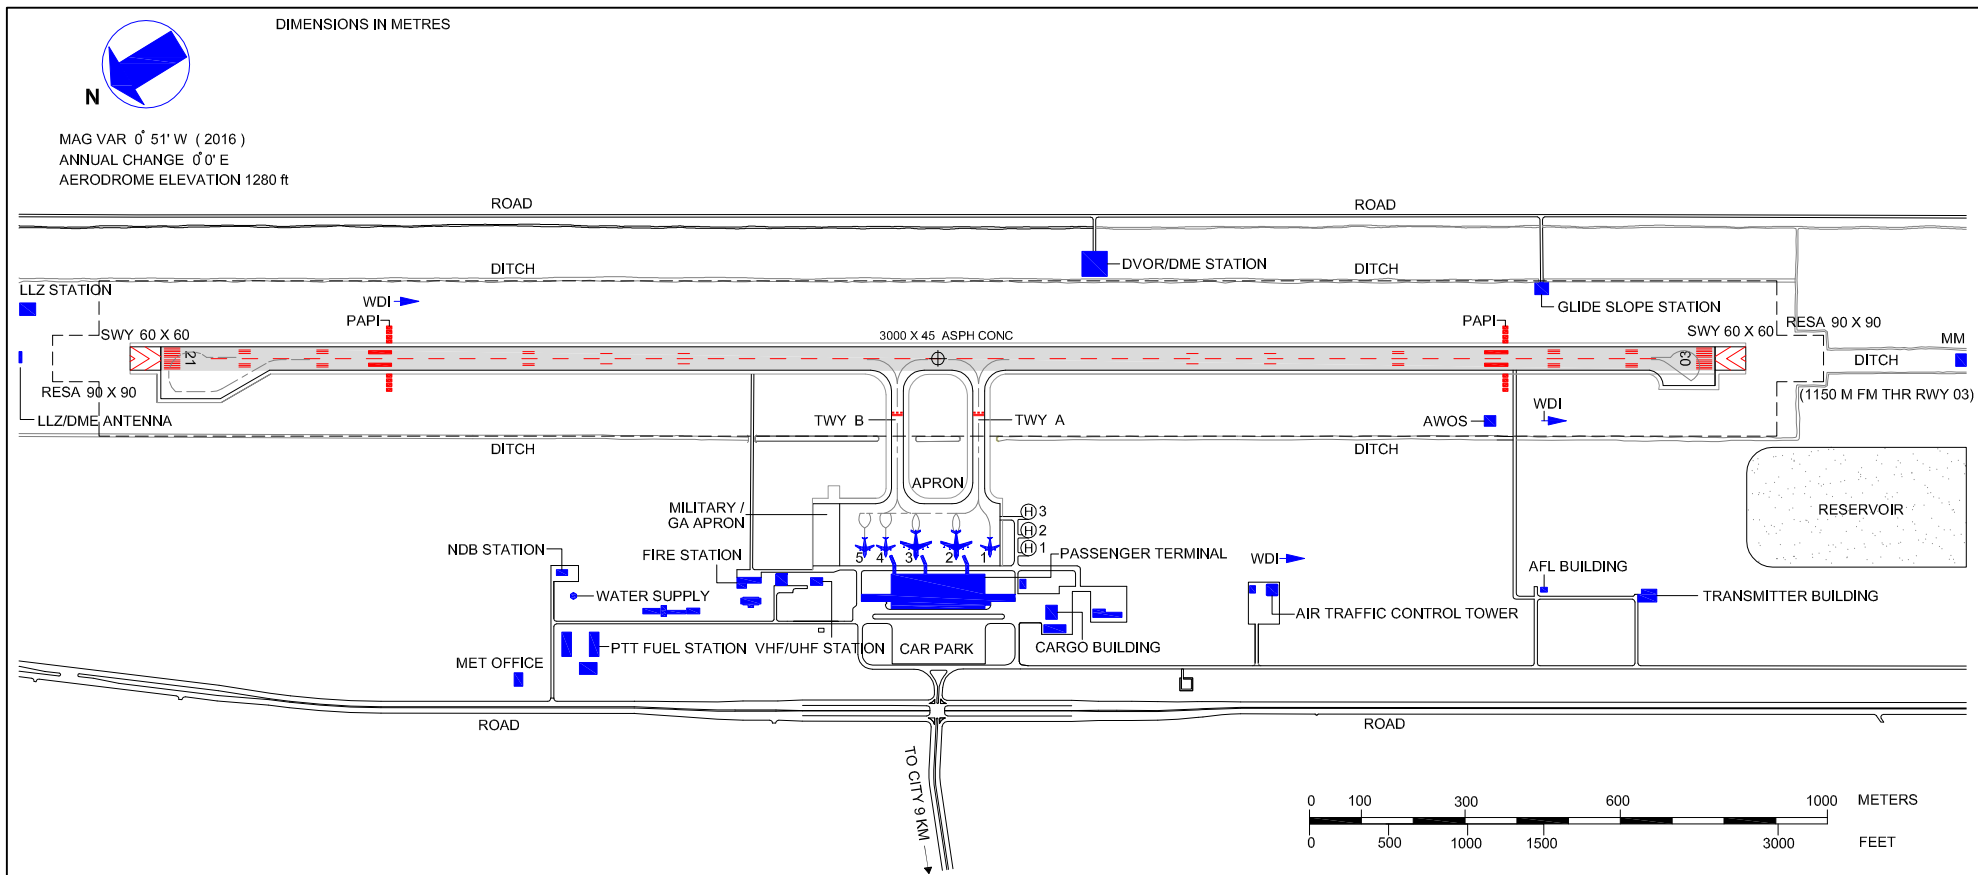 DIMENSIONS IN METRES
N
MAG VAR 0° 51' W ( 2016 )
ANNUAL CHANGE 0°0' E
AERODROME ELEVATION 1280 ft
ROAD
ROAD
DITCH
DVOR/DME STATION
DITCH
LLZ STATION
WDI
GLIDE SLOPE STATION
PAPI
PAPI
SWY 60 X 60
3000 X 45 ASPH CONC
SWY 60 X 60
RESA 90 X 90
MM
21
03
DITCH
RESA 90 X 90
(1150 M FM THR RWY 03)
WDI
LLZ/DME ANTENNA
TWY B
TWY A
AWOS
DITCH
DITCH
APRON
MILITARY /
GA APRON
H 3
H 2
H 1
RESERVOIR
NDB STATION
FIRE STATION
5 4 3 2 1
PASSENGER TERMINAL
WDI
AFL BUILDING
WATER SUPPLY
TRANSMITTER BUILDING
AIR TRAFFIC CONTROL TOWER
PTT FUEL STATION
VHF/UHF STATION
CAR PARK
CARGO BUILDING
MET OFFICE
ROAD
ROAD
TO CITY 9 KM
0 100 300 600 1000 METERS
0 500 1000 1500 3000 FEET